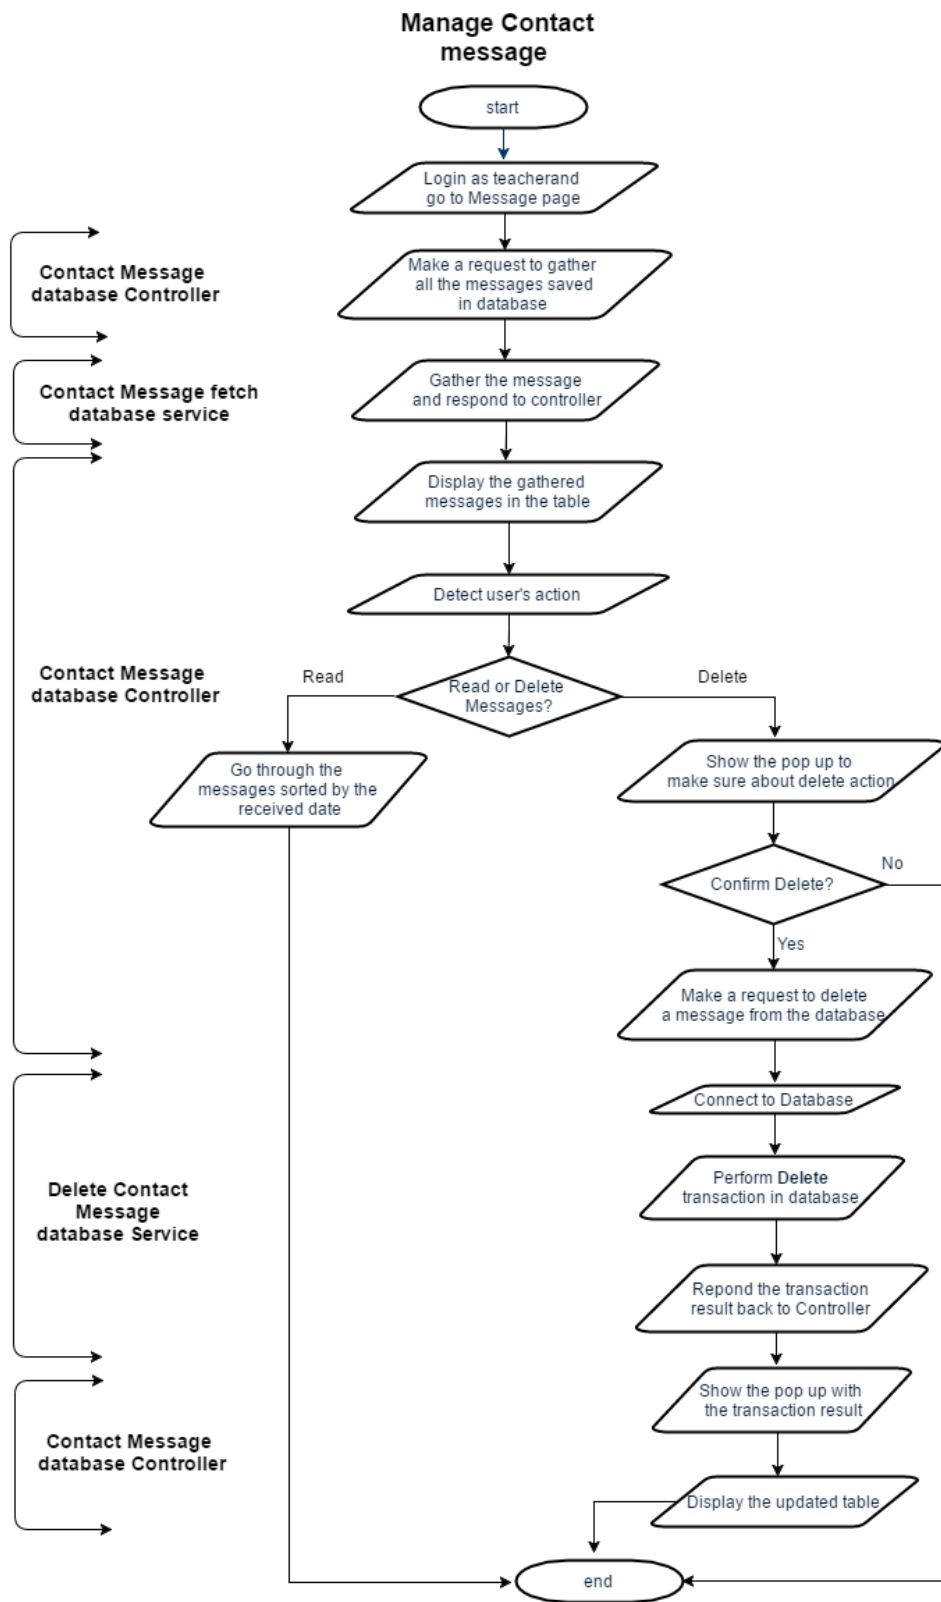 Manage Contact
message
start
Login as teacherand
go to Message page
Contact Message
database Controller
Make a request to gather
all the messages saved
in database
Contact Message fetch
database service
Gather the message
and respond to controller
Display the gathered
messages in the table
Detect user's action
Contact Message
database Controller
Read
Read or Delete
Messages?
Delete
Go through the
messages sorted by the
received date
Show the pop up to
make sure about delete action
Confirm Delete?
No
Yes
Make a request to delete
a message from the database
Connect to Database
Delete Contact
Message
database Service
Perform Delete
transaction in database
Repond the transaction
result back to Controller
Show the pop up with
the transaction result
Contact Message
database Controller
Display the updated table
end